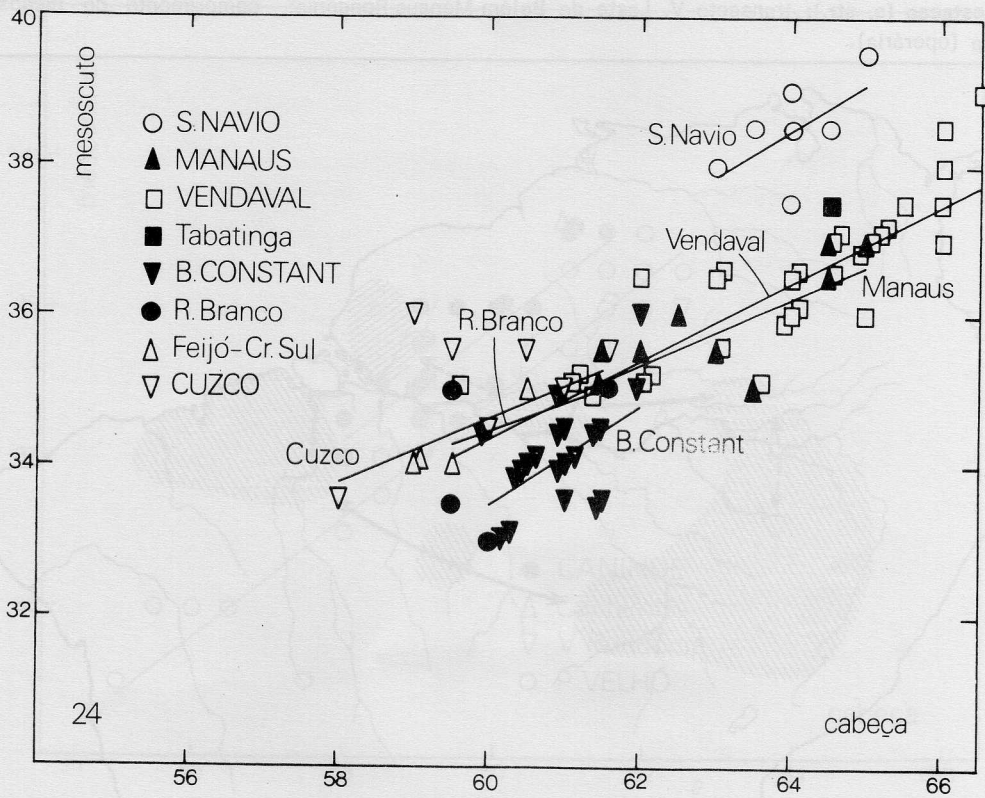 40
38
36
34
32
mesoscuto
S. NAVIO
MANAUS
VENDAVAL
Tabatinga
B. CONSTANT
R. Branco
Feijó-Cr. Sul
CUZCO
S. Navio
Vendaval
Manaus
R. Branco
B. Constant
Cuzco
24
cabeça
56
58
60
62
64
66